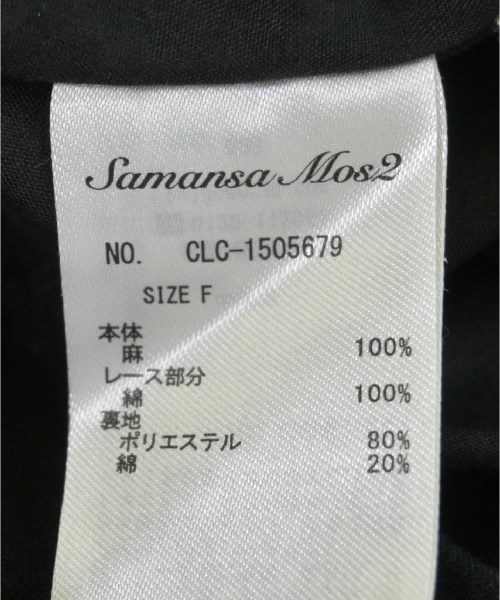 Samansa Mos2
NO. CLC-1505679
SIZE F
本体
麻 100%
レース部分
綿 100%
裏地
ポリエステル 80%
綿 20%